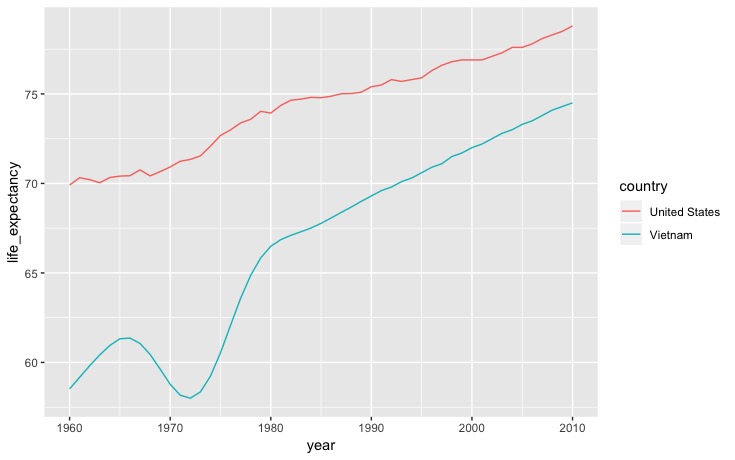 75
70
65
60
life_expectancy
1960 1970 1980 1990 2000 2010
year
country
United States
Vietnam